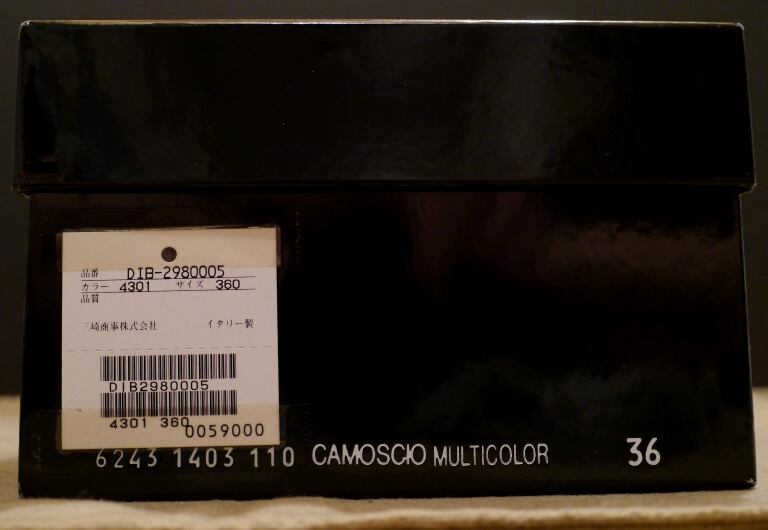 品番 DIB-2980005
カラー 4301 サイズ 360
品質
三崎商事株式会社 イタリー製
DIB2980005
4301 360
0059000
6243 1403 110 CAMOSCIO MULTICOLOR 36